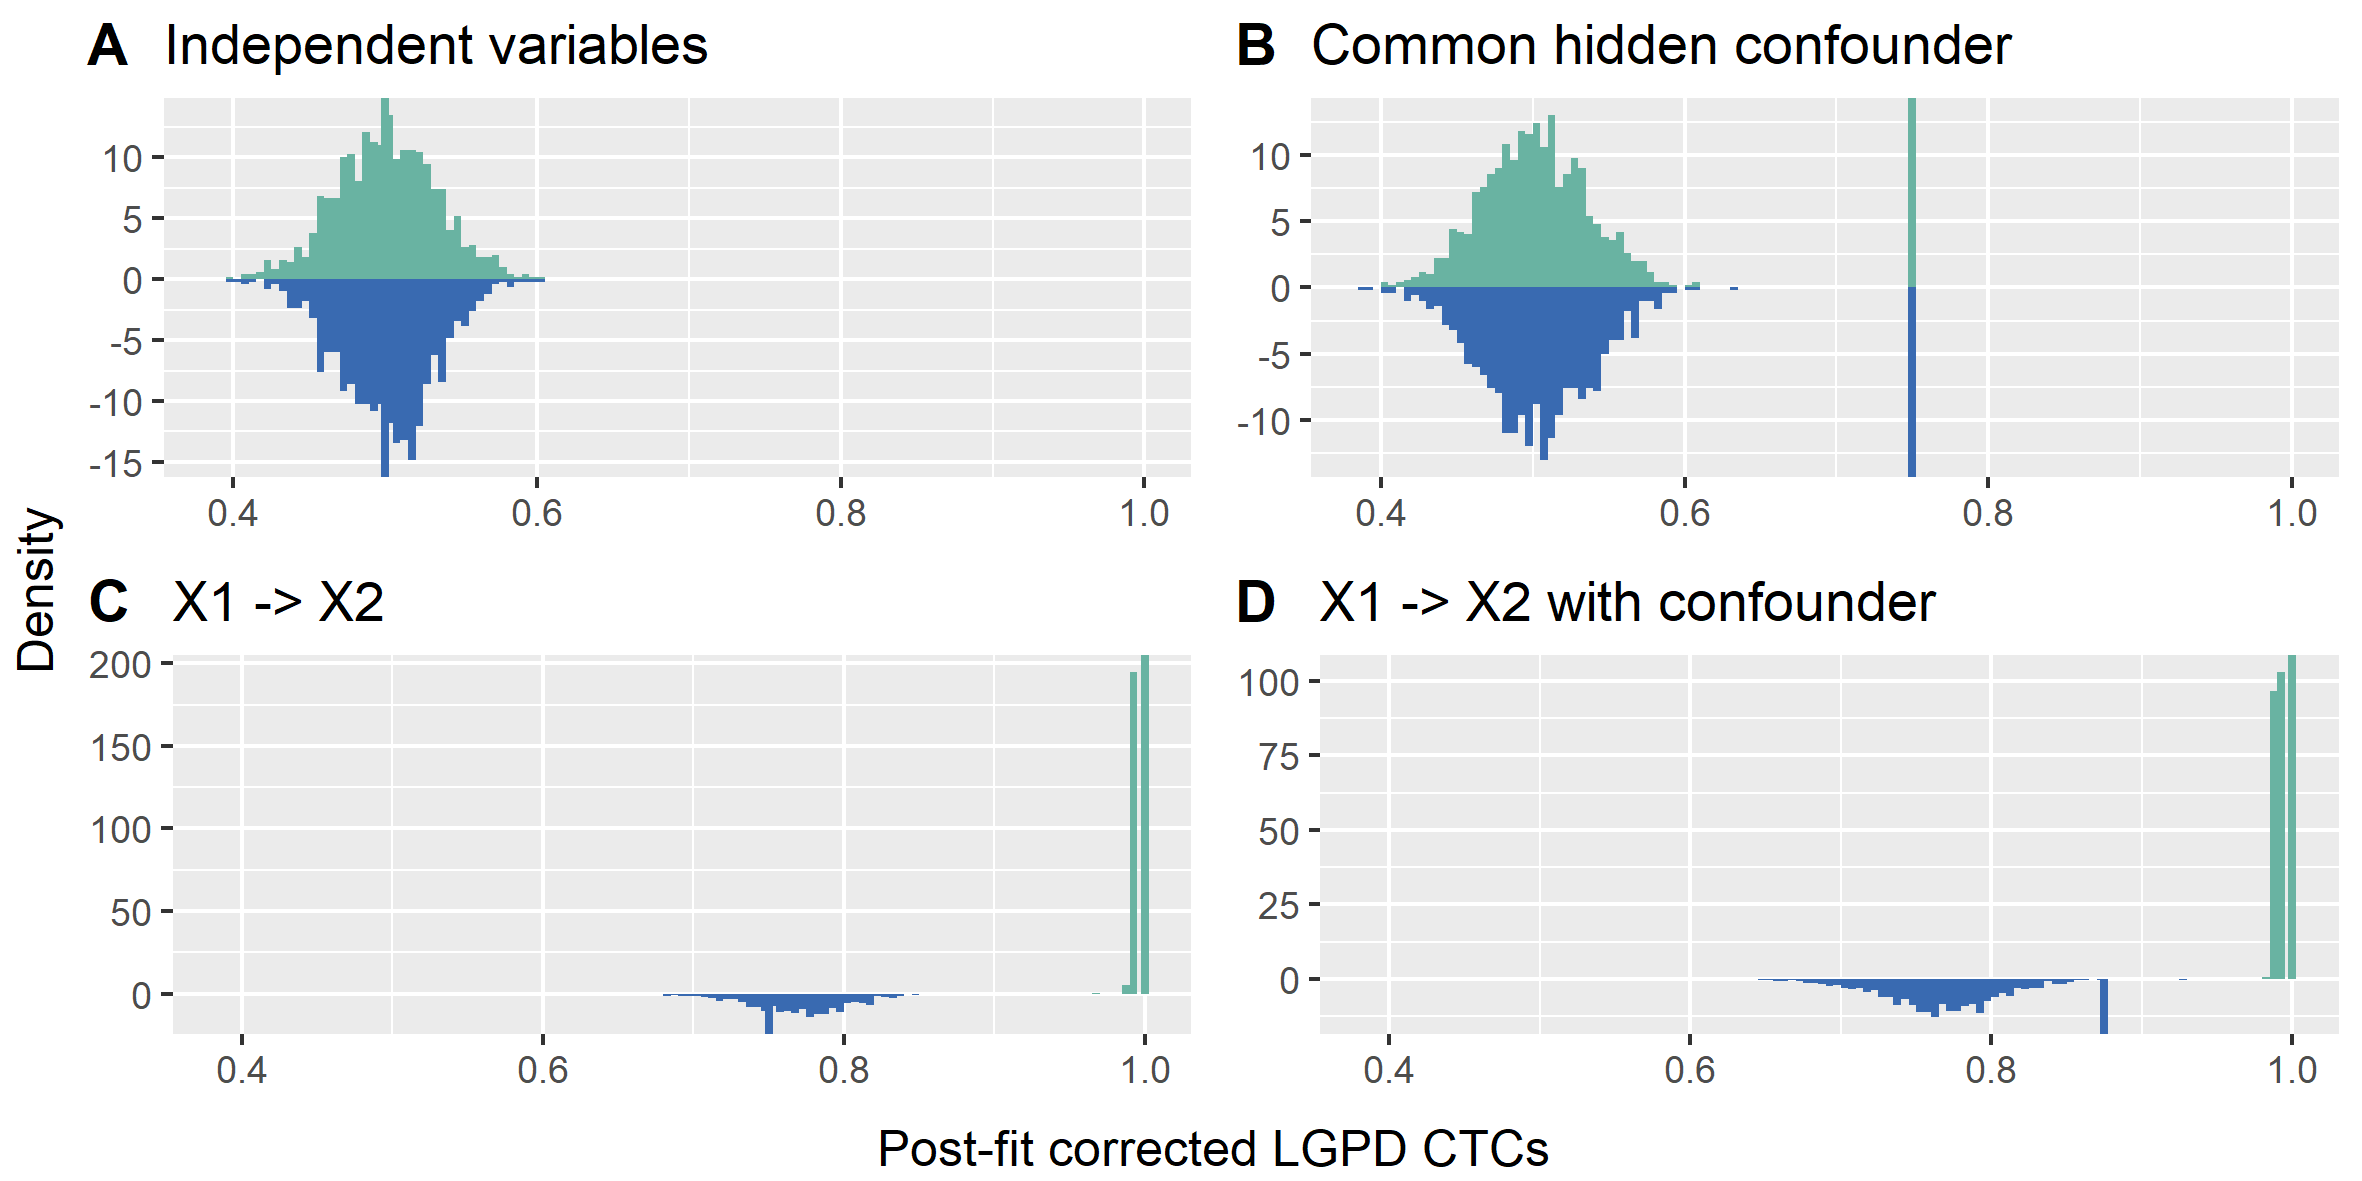 A Independent variables
10
5
0
-5
-10
-15
0.4 0.6 0.8 1.0
B Common hidden confounder
10
5
0
-5
-10
0.4 0.6 0.8 1.0
Density
C X1 -> X2
200
150
100
50
0
0.4 0.6 0.8 1.0
D X1 -> X2 with confounder
100
75
50
25
0
0.4 0.6 0.8 1.0
Post-fit corrected LGPD CTCs